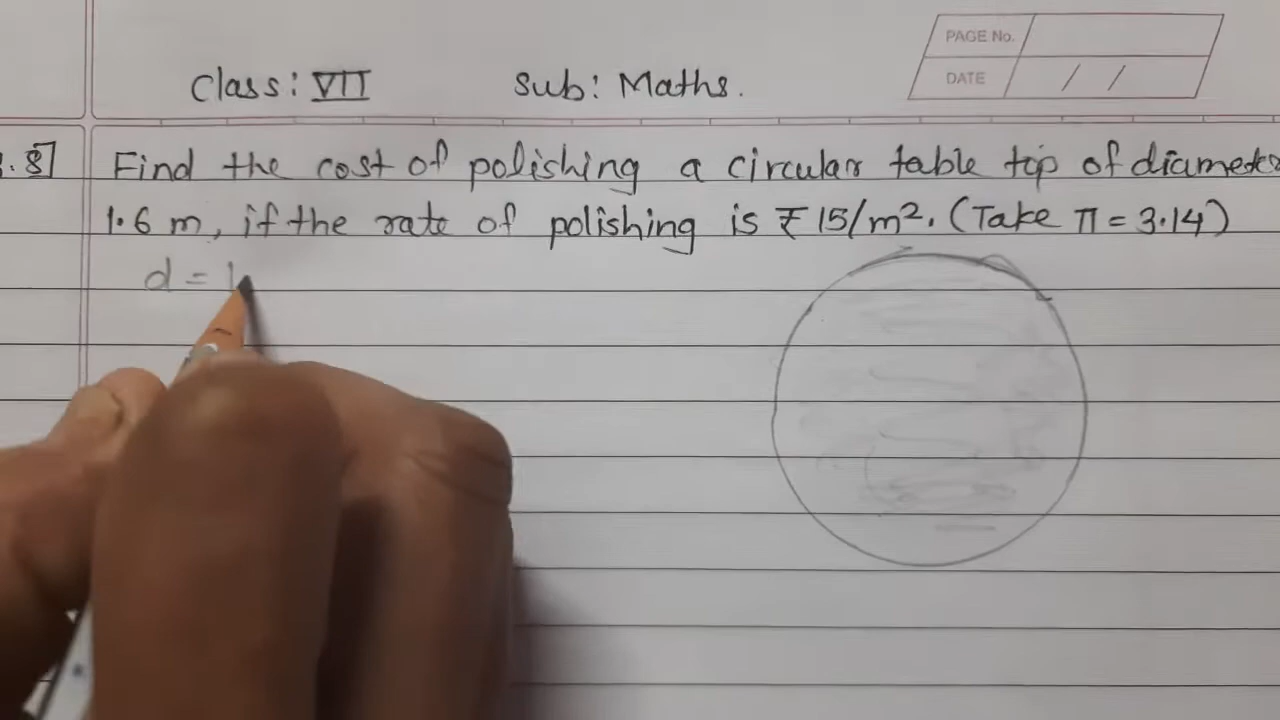 PAGE No.
DATE / /
Class: VII Sub: Maths.
.8] Find the cost of polishing a circular table top of diamete
1.6 m, if the rate of polishing is ₹ 15/m². (Take π = 3.14)
d = 1